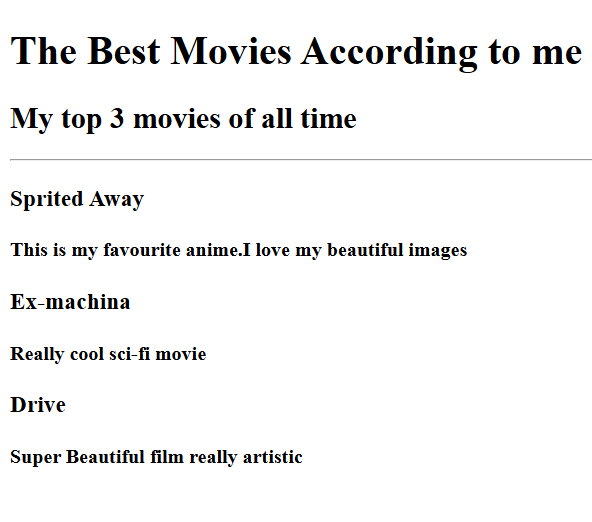 The Best Movies According to me
My top 3 movies of all time
Sprited Away
This is my favourite anime.I love my beautiful images
Ex-machina
Really cool sci-fi movie
Drive
Super Beautiful film really artistic